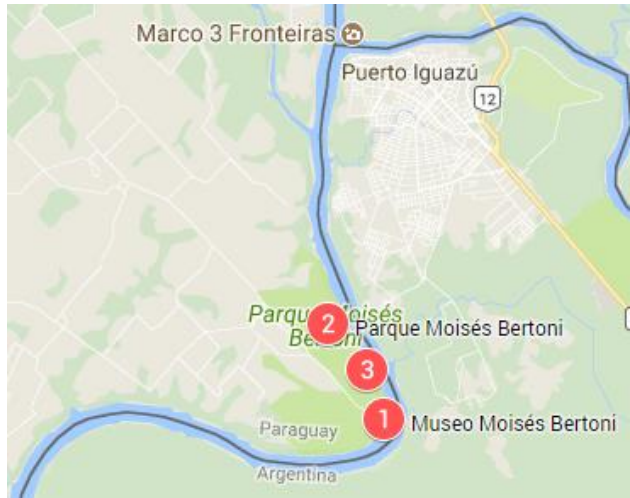 Marco 3 Fronteiras
Puerto Iguazú
12
Parque Moisés
Bertoni
2
Parque Moisés Bertoni
3
1
Museo Moisés Bertoni
Paraguay
Argentina